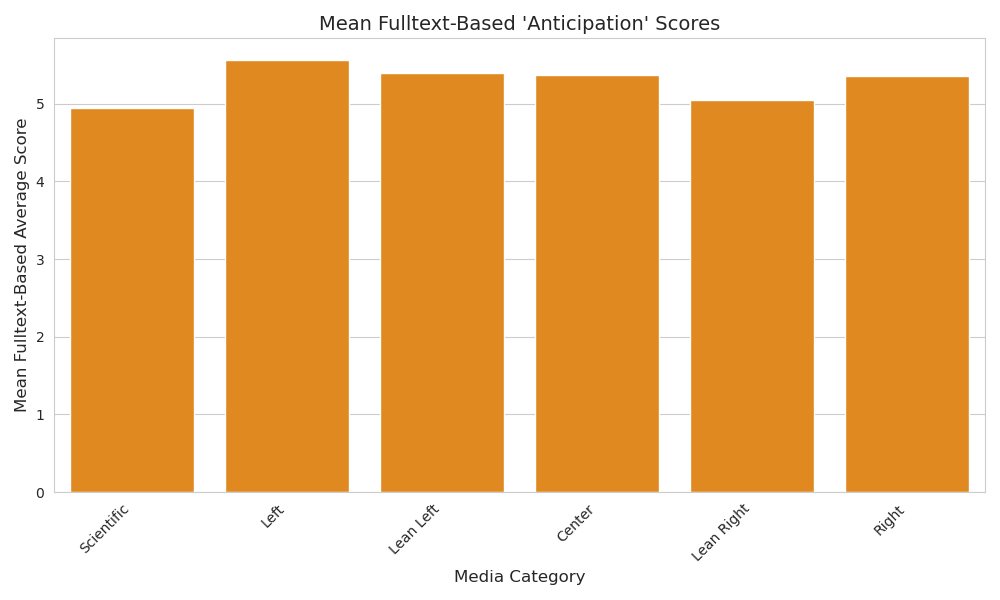 Mean Fulltext-Based 'Anticipation' Scores
Mean Fulltext-Based Average Score
5
4
3
2
1
0
Scientific
Left
Lean Left
Center
Lean Right
Right
Media Category